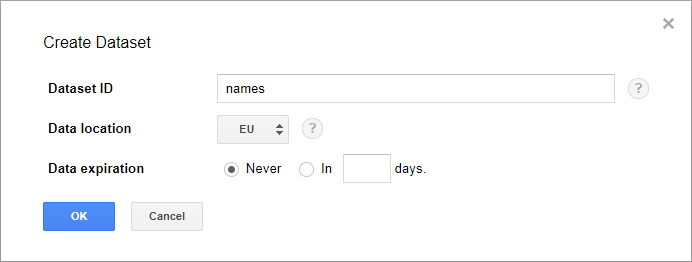 Create Dataset
Dataset ID names ?
Data location EU ?
Data expiration Never In days.
OK Cancel